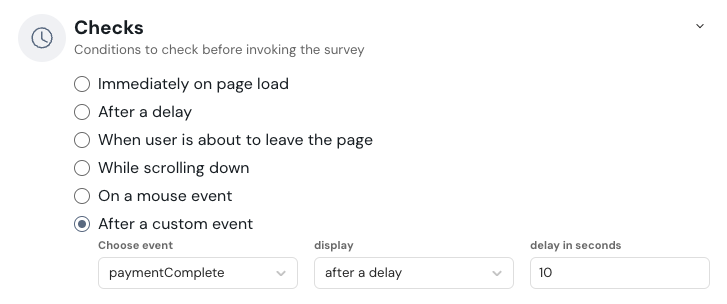 Checks
Conditions to check before invoking the survey
Immediately on page load
After a delay
When user is about to leave the page
While scrolling down
On a mouse event
After a custom event
Choose event display delay in seconds
paymentComplete after a delay 10